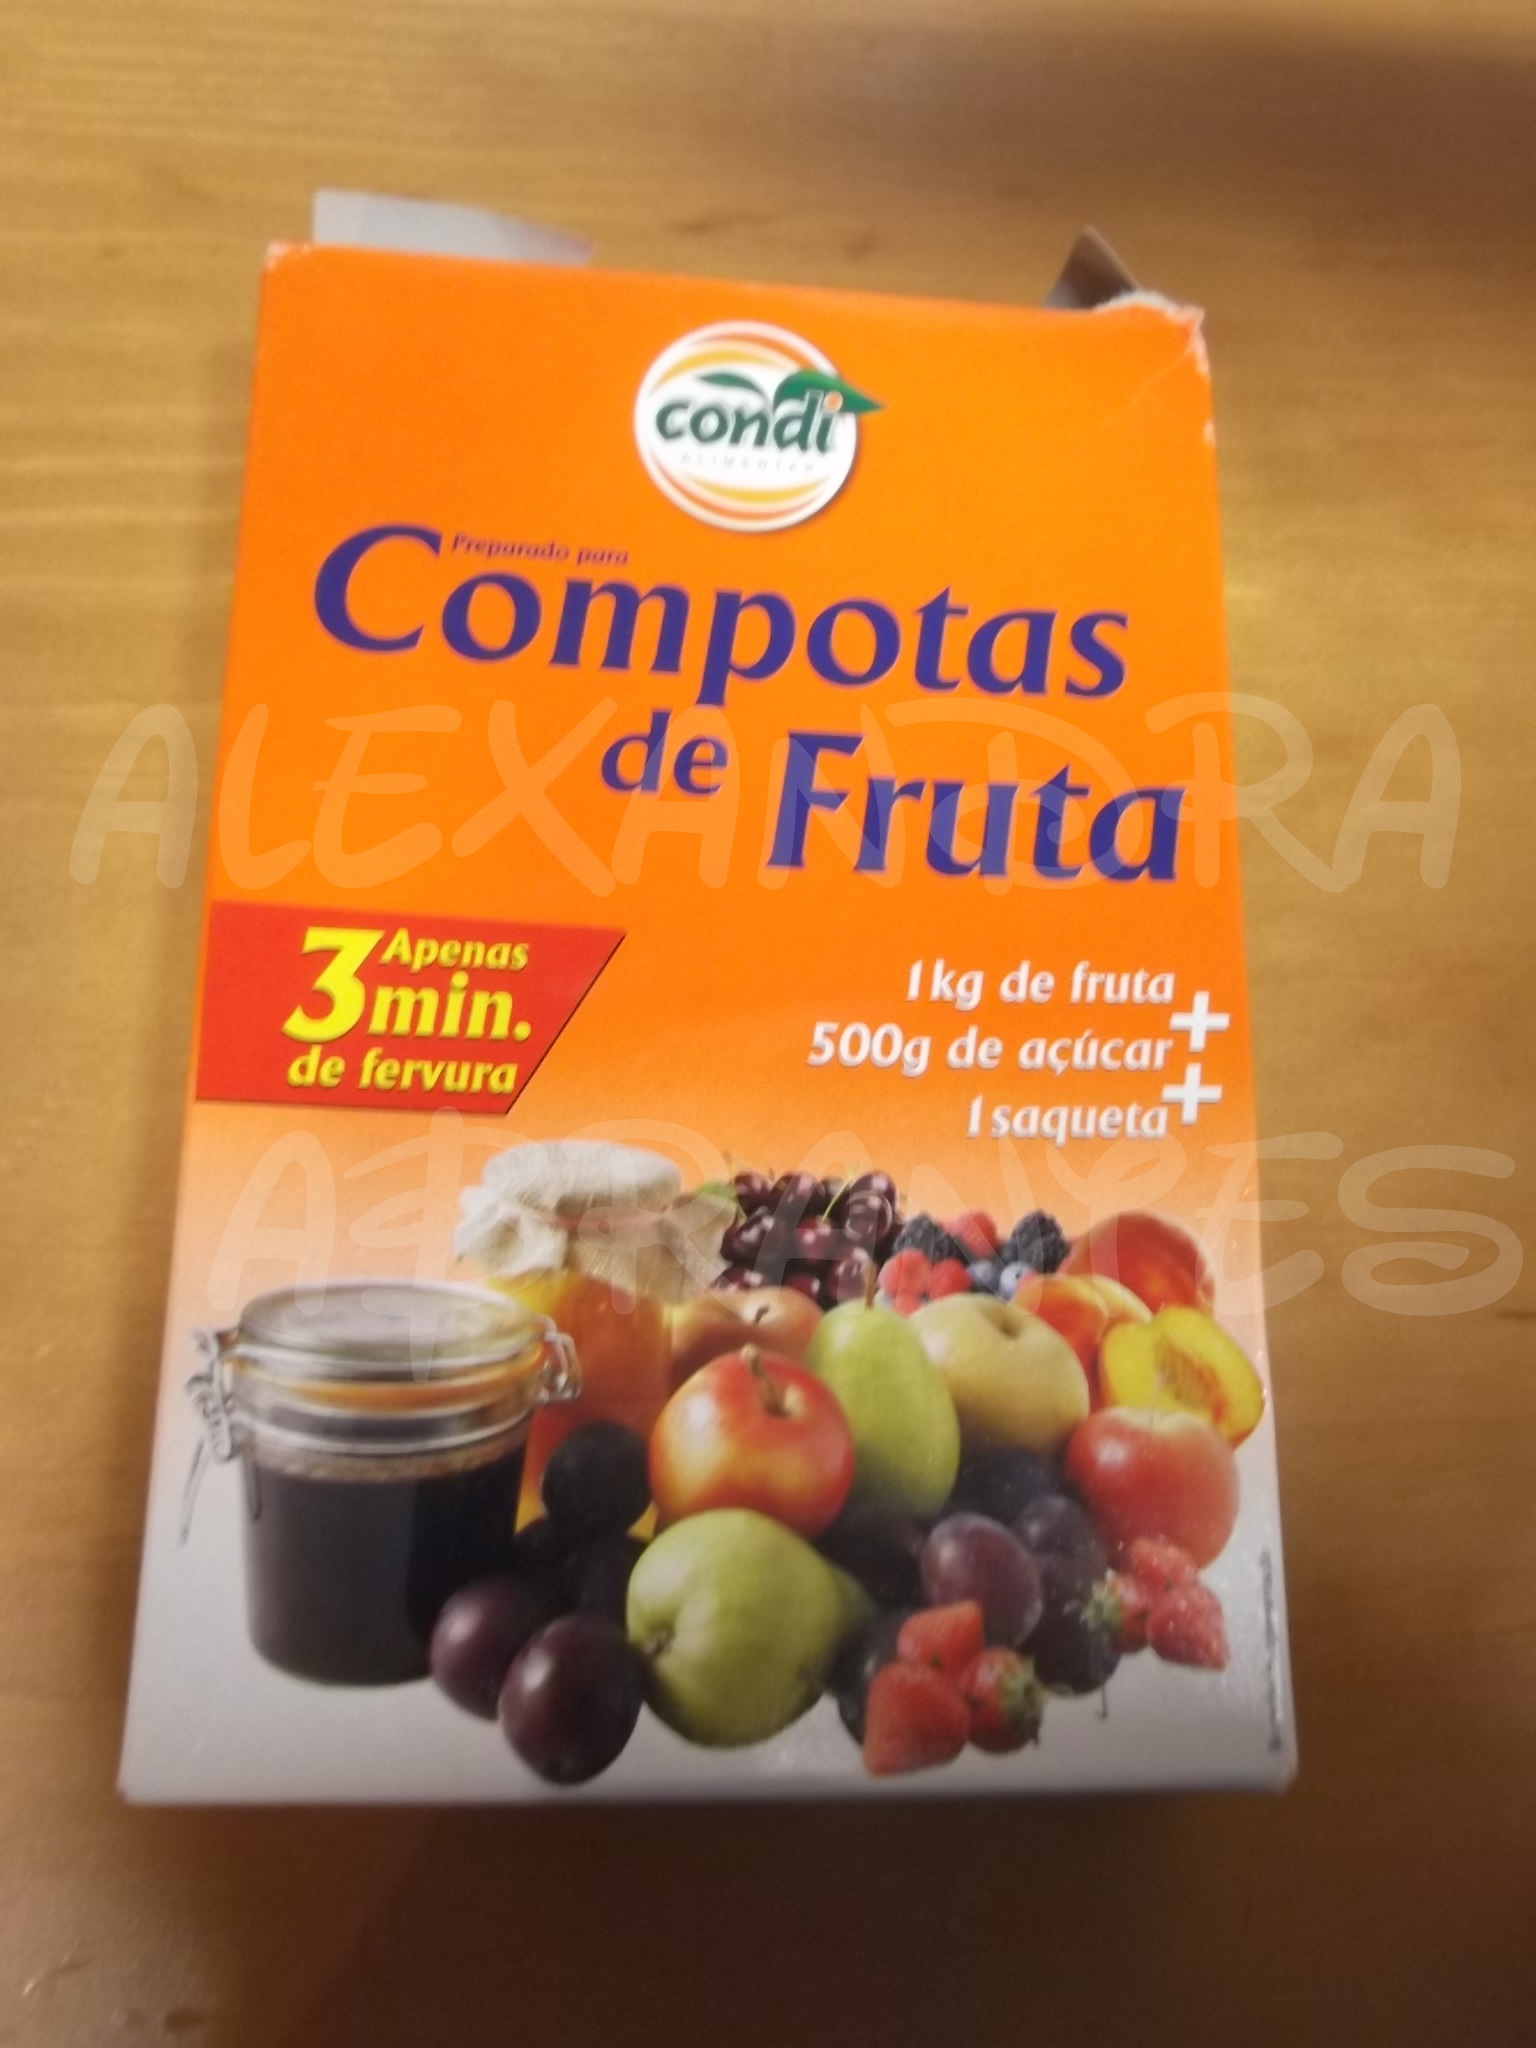 condi
ALIMENTAR
Preparado para
Compotas
de Fruta
Apenas
3 min.
de fervura
1kg de fruta
+
500g de açúcar
+
1 saqueta
ALEXANDRA
ABRANTES